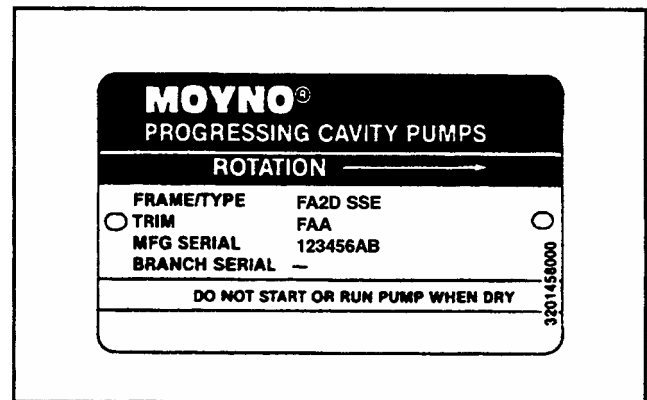 MOYNO®
PROGRESSING CAVITY PUMPS
ROTATION
FRAME/TYPE FA2D SSE
TRIM FAA
MFG SERIAL 123456AB
BRANCH SERIAL —
DO NOT START OR RUN PUMP WHEN DRY
3201458000